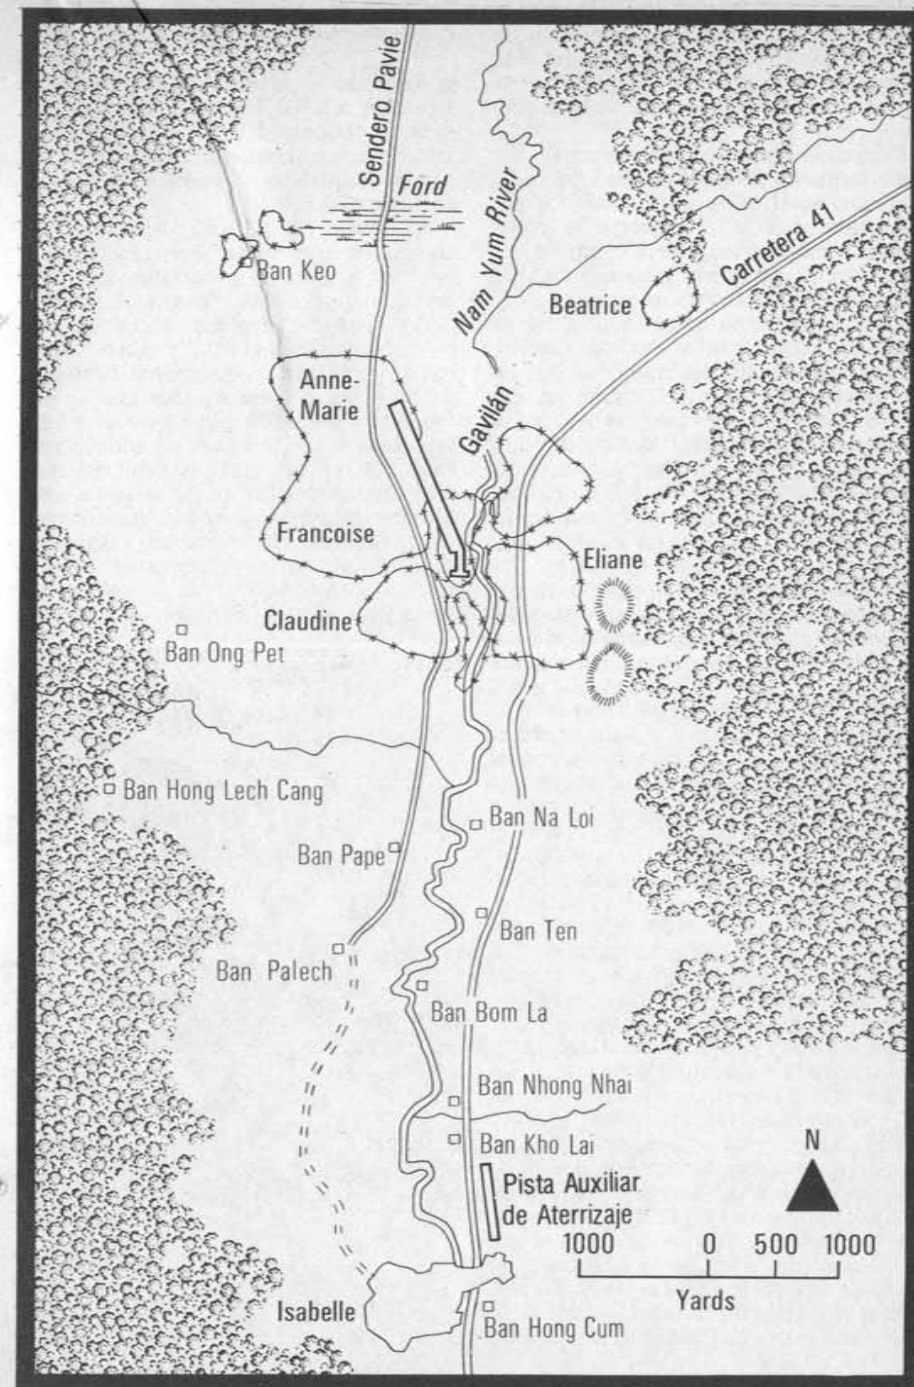 Sendero Pavie
Ford
Nam Yum River
Carretera 41
Ban Keo
Beatrice
Anne-
Marie
Gavilán
Francoise
Eliane
Claudine
Ban Ong Pet
Ban Hong Lech Cang
Ban Na Loi
Ban Pape
Ban Ten
Ban Palech
Ban Bom La
Ban Nhong Nhai
Ban Kho Lai
N
Pista Auxiliar
de Aterrizaje
1000 0 500 1000
Yards
Isabelle
Ban Hong Cum